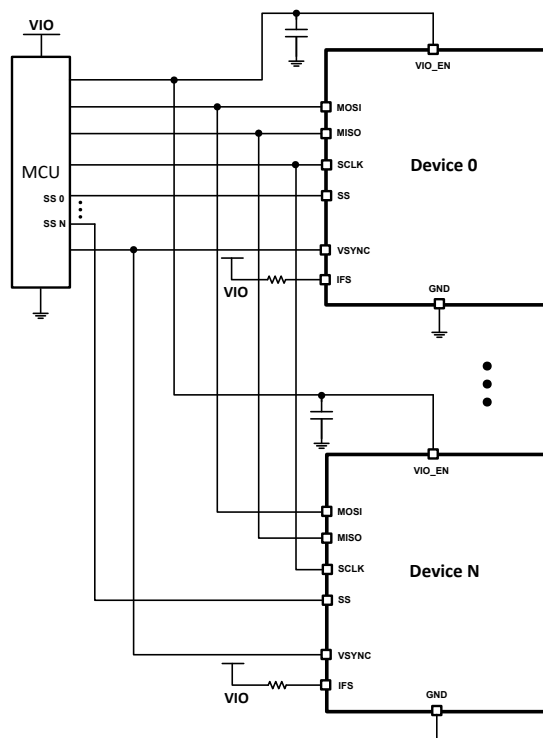 VIO
MCU
SS 0
SS N
VIO_EN
MOSI
MISO
SCLK
SS
VSYNC
IFS
VIO
Device 0
GND
VIO_EN
MOSI
MISO
SCLK
SS
VSYNC
IFS
VIO
Device N
GND